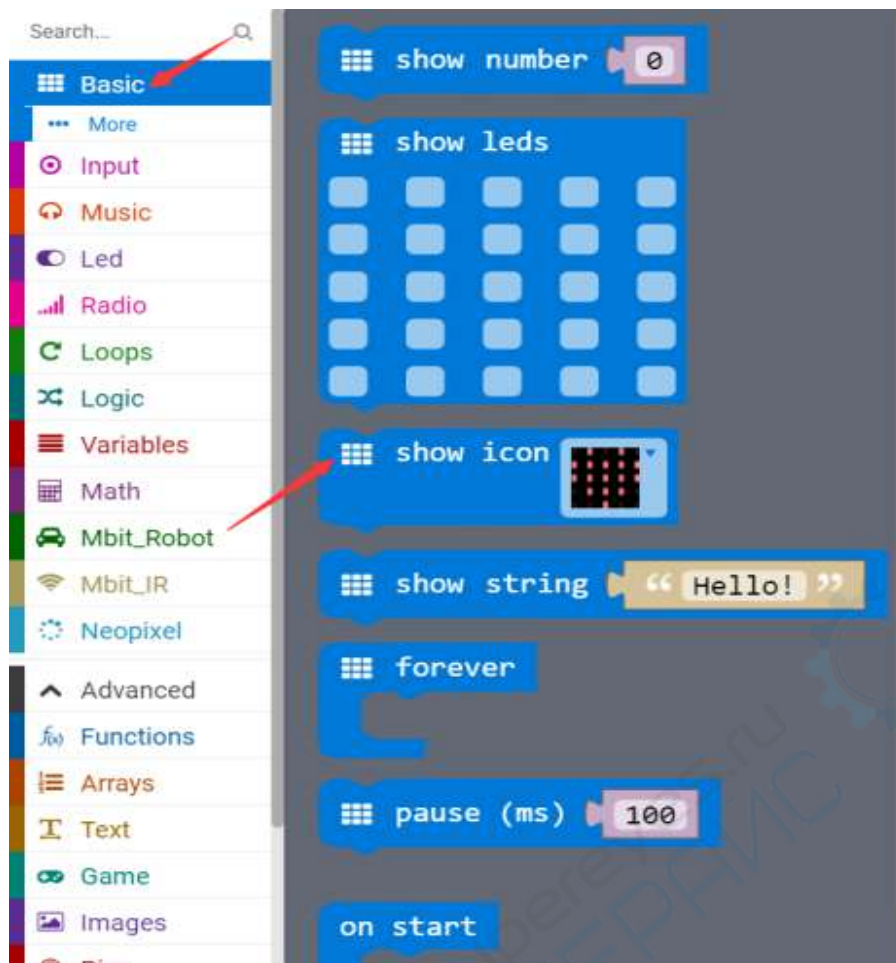 Search...
Basic
More
Input
Music
Led
Radio
Loops
Logic
Variables
Math
Mbit_Robot
Mbit_IR
Neopixel
Advanced
Functions
Arrays
Text
Game
Images
show number 0
show leds
show icon
show string “ Hello! ”
forever
pause (ms) 100
on start